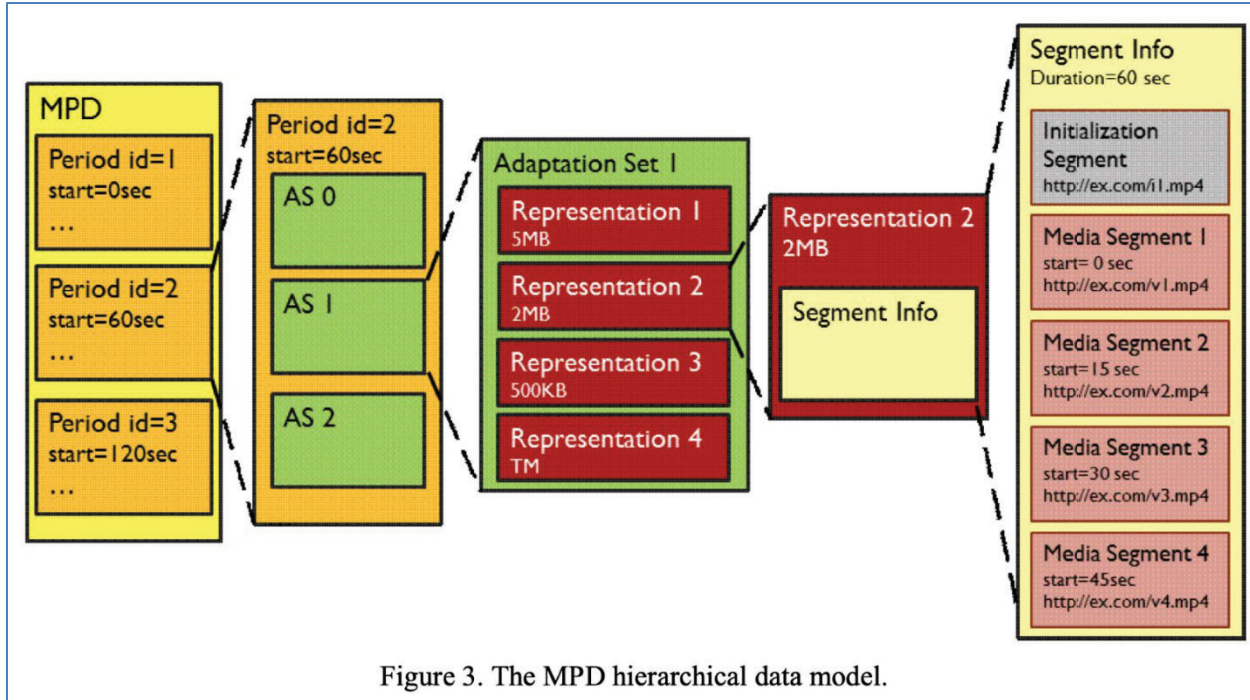 MPD
Period id=1
start=0sec
...
Period id=2
start=60sec
...
Period id=3
start=120sec
...
Period id=2
start=60sec
AS 0
AS 1
AS 2
Adaptation Set 1
Representation 1
5MB
Representation 2
2MB
Representation 3
500KB
Representation 4
TM
Representation 2
2MB
Segment Info
Segment Info
Duration=60 sec
Initialization
Segment
http://ex.com/i1.mp4
Media Segment 1
start= 0 sec
http://ex.com/v1.mp4
Media Segment 2
start=15 sec
http://ex.com/v2.mp4
Media Segment 3
start=30 sec
http://ex.com/v3.mp4
Media Segment 4
start=45sec
http://ex.com/v4.mp4
Figure 3. The MPD hierarchical data model.